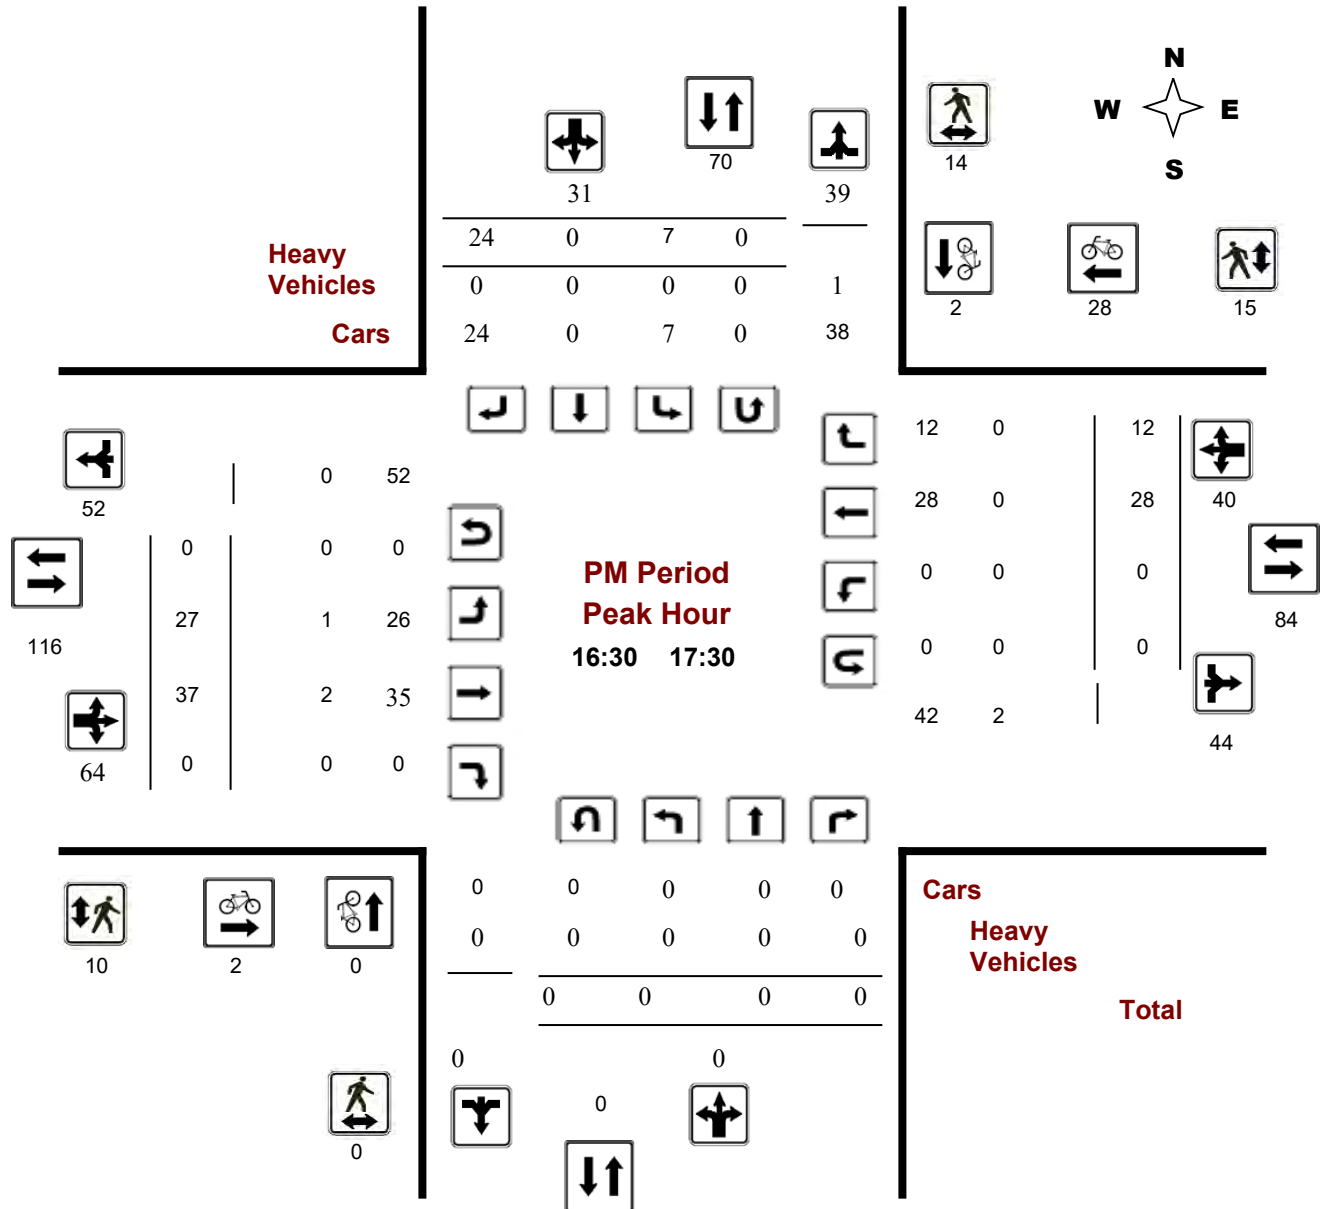 N
W E
S
70
14
31 39
24 0 7 0
Heavy
Vehicles
0 0 0 0 1
2 28 15
Cars
24 0 7 0 38
12 0 12
0 52
52
28 0 28 40
0 0 0
PM Period
0 0 0
27 1 26
Peak Hour
84
116
16:30 17:30
0 0 0
37 2 35
42 2
44
64
0 0 0
0 0 0 0 0
Cars
0 0 0 0 0
Heavy
Vehicles
10 2 0
0 0 0 0
Total
0 0
0
0